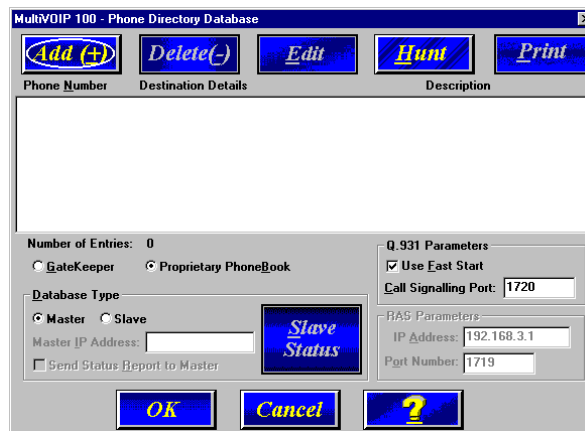 MultiVOIP 100 - Phone Directory Database
Add (+) Delete(-) Edit Hunt Print
Phone Number Destination Details Description
Number of Entries: 0
GateKeeper Proprietary PhoneBook
Database Type
Master Slave
Master IP Address:
Send Status Report to Master
Slave
Status
Q.931 Parameters
Use Fast Start
Call Signalling Port: 1720
RAS Parameters
IP Address: 192.168.3.1
Port Number: 1719
OK Cancel ?